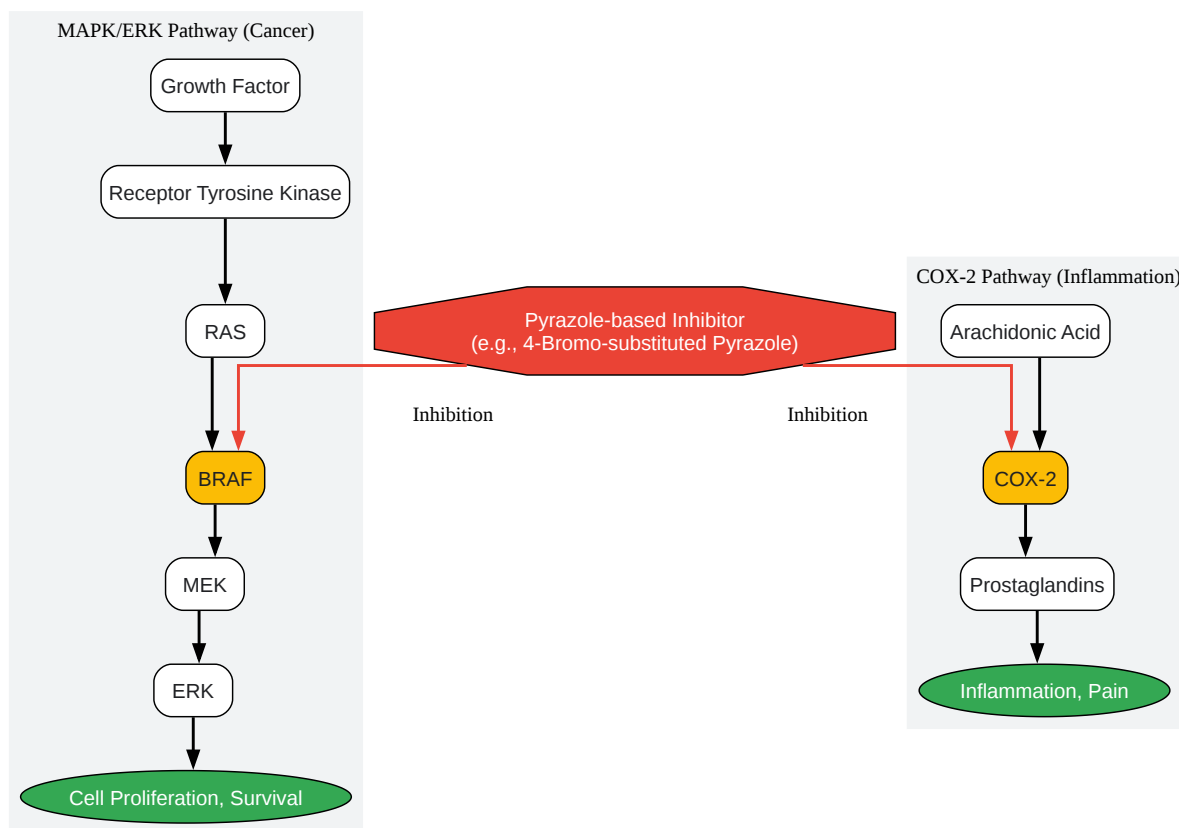 MAPK/ERK Pathway (Cancer)
Growth Factor
Receptor Tyrosine Kinase
RAS
BRAF
MEK
ERK
Cell Proliferation, Survival
Pyrazole-based Inhibitor
(e.g., 4-Bromo-substituted Pyrazole)
Inhibition
Inhibition
COX-2 Pathway (Inflammation)
Arachidonic Acid
COX-2
Prostaglandins
Inflammation, Pain